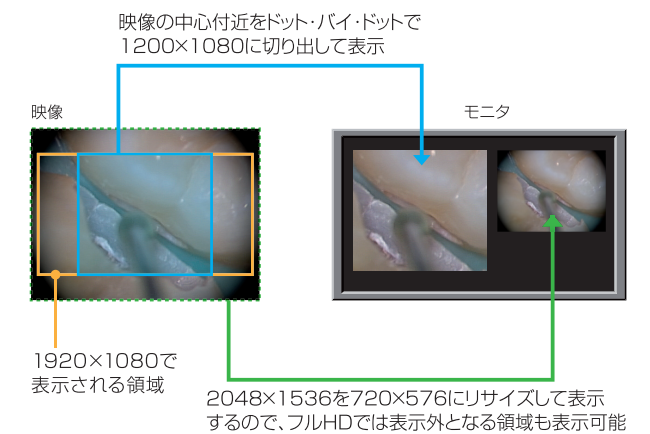 映像の中心付近をドット・バイ・ドットで
1200×1080に切り出して表示
映像
モニタ
1920×1080で
表示される領域
2048×1536を720×576にリサイズして表示
するので、フルHDでは表示外となる領域も表示可能